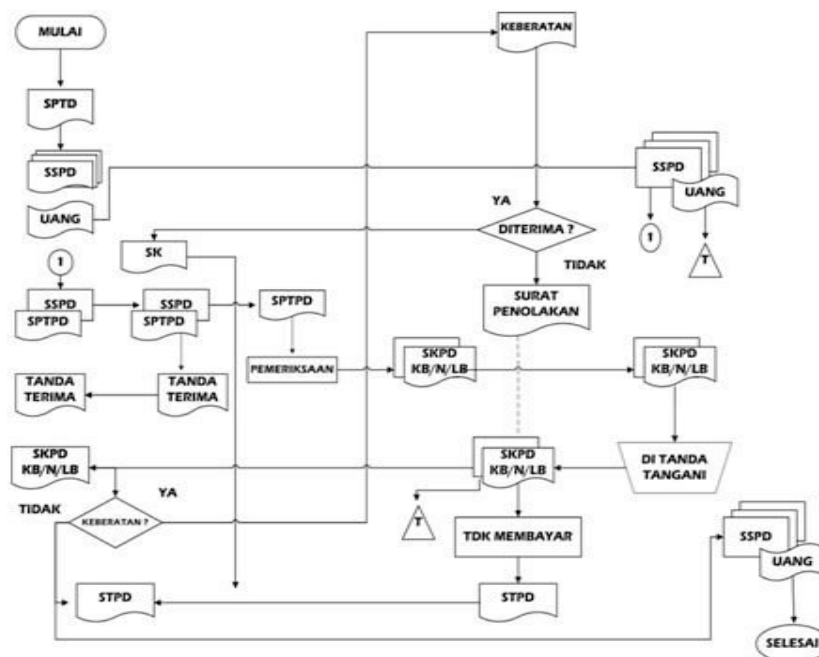 MULAI
KEBERATAN
SPTD
SSPD
UANG
SSPD
UANG
1
T
YA
DITERIMA ?
TIDAK
SK
SURAT
PENOLAKAN
1
SSPD
SPTPD
SSPD
SPTPD
SPTPD
PEMERIKSAAN
SKPD
KB/N/LB
SKPD
KB/N/LB
TANDA
TERIMA
TANDA
TERIMA
SKPD
KB/N/LB
SKPD
KB/N/LB
DI TANDA
TANGANI
TIDAK
YA
KEBERATAN ?
T
TDK MEMBAYAR
SSPD
UANG
STPD
STPD
SELESAI